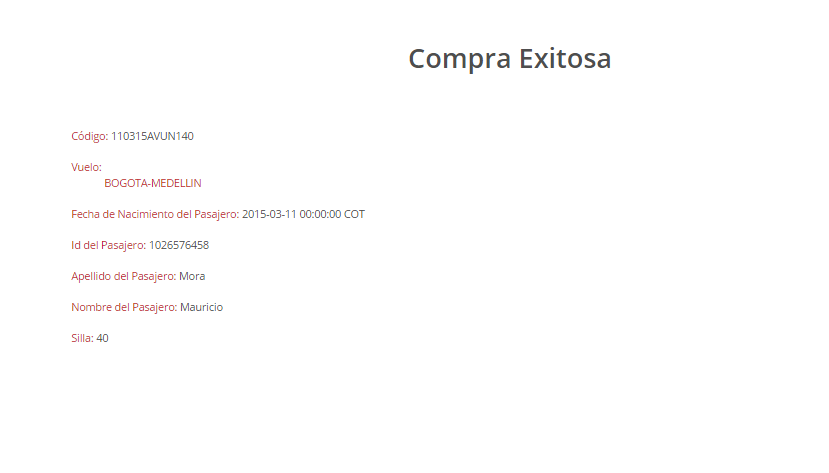 Compra Exitosa
Código: 110315AVUN140
Vuelo:
BOGOTA-MEDELLIN
Fecha de Nacimiento del Pasajero: 2015-03-11 00:00:00 COT
Id del Pasajero: 1026576458
Apellido del Pasajero: Mora
Nombre del Pasajero: Mauricio
Silla: 40